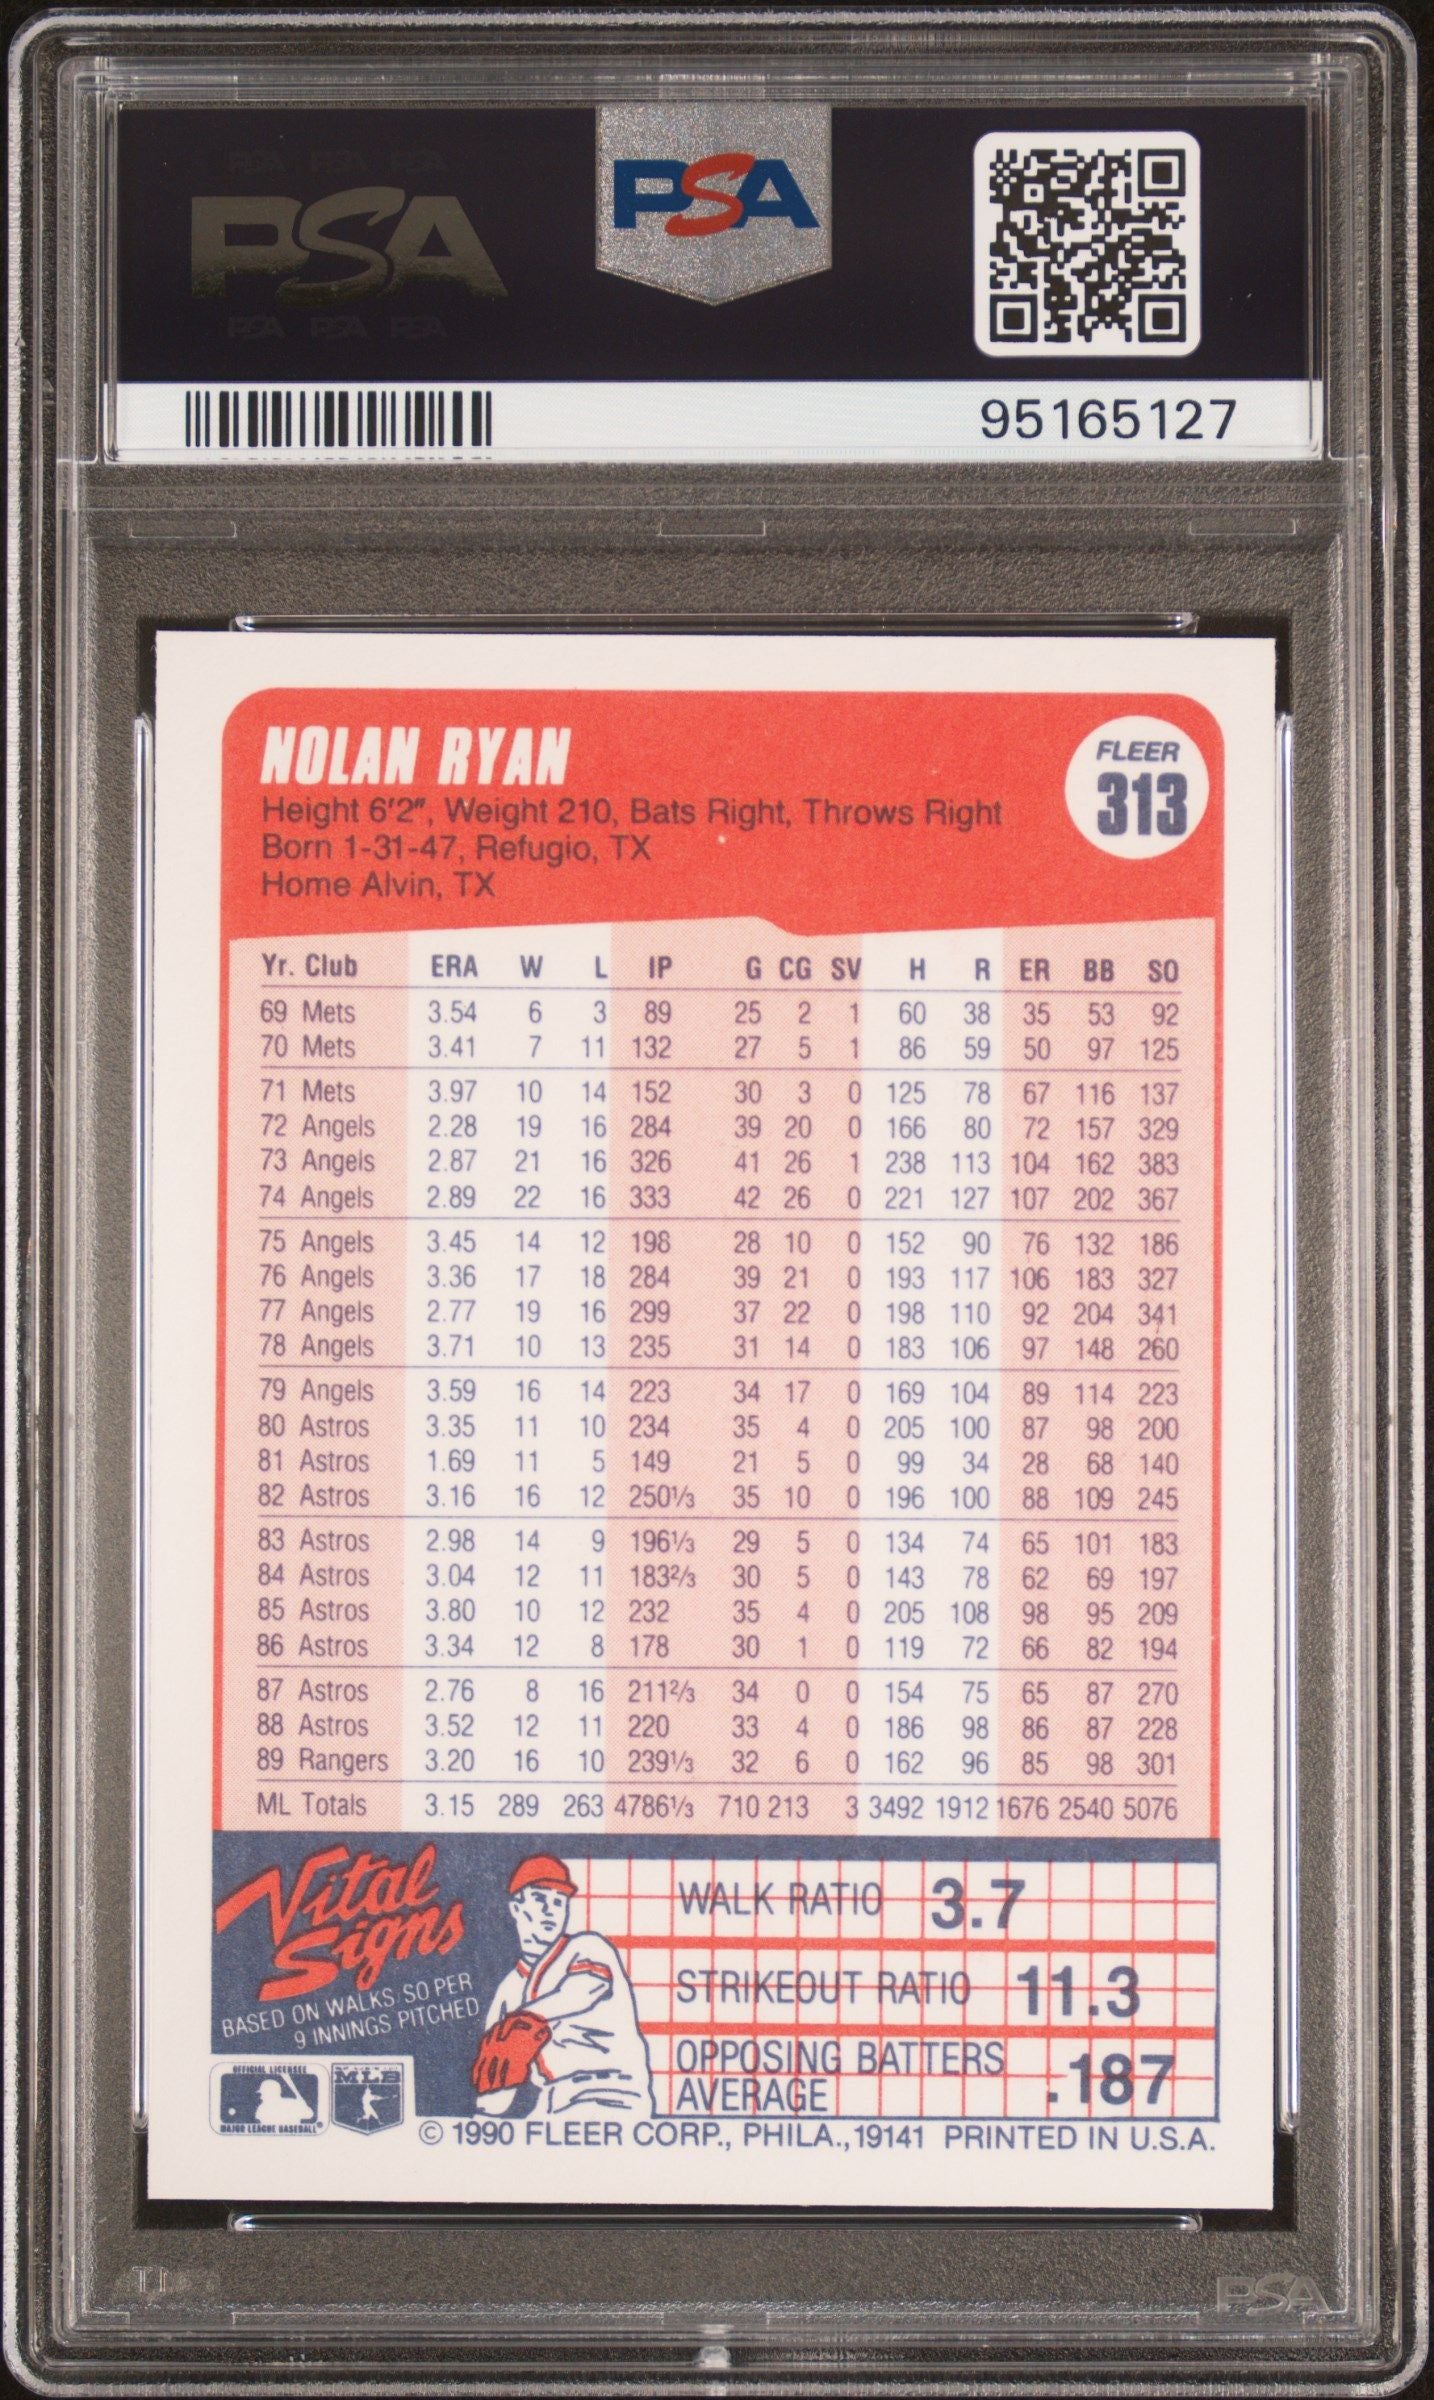 PSA PSA PSA
PSA
PSA PSA PSA
PSA
95165127
NOLAN RYAN
FLEER
313
Height 6'2", Weight 210, Bats Right, Throws Right
Born 1-31-47, Refugio, TX
Home Alvin, TX
Yr. Club ERA W L IP G CG SV H R ER BB SO
69 Mets 3.54 6 3 89 25 2 1 60 38 35 53 92
70 Mets 3.41 7 11 132 27 5 1 86 59 50 97 125
71 Mets 3.97 10 14 152 30 3 0 125 78 67 116 137
72 Angels 2.28 19 16 284 39 20 0 166 80 72 157 329
73 Angels 2.87 21 16 326 41 26 1 238 113 104 162 383
74 Angels 2.89 22 16 333 42 26 0 221 127 107 202 367
75 Angels 3.45 14 12 198 28 10 0 152 90 76 132 186
76 Angels 3.36 17 18 284 39 21 0 193 117 106 183 327
77 Angels 2.77 19 16 299 37 22 0 198 110 92 204 341
78 Angels 3.71 10 13 235 31 14 0 183 106 97 148 260
79 Angels 3.59 16 14 223 34 17 0 169 104 89 114 223
80 Astros 3.35 11 10 234 35 4 0 205 100 87 98 200
81 Astros 1.69 11 5 149 21 5 0 99 34 28 68 140
82 Astros 3.16 16 12 250⅓ 35 10 0 196 100 88 109 245
83 Astros 2.98 14 9 196⅓ 29 5 0 134 74 65 101 183
84 Astros 3.04 12 11 183⅔ 30 5 0 143 78 62 69 197
85 Astros 3.80 10 12 232 35 4 0 205 108 98 95 209
86 Astros 3.34 12 8 178 30 1 0 119 72 66 82 194
87 Astros 2.76 8 16 211⅔ 34 0 0 154 75 65 87 270
88 Astros 3.52 12 11 220 33 4 0 186 98 86 87 228
89 Rangers 3.20 16 10 239⅓ 32 6 0 162 96 85 98 301
ML Totals 3.15 289 263 4786⅓ 710 213 3 3492 1912 1676 2540 5076
Vital
Signs
BASED ON WALKS, SO PER
9 INNINGS PITCHED
WALK RATIO 3.7
STRIKEOUT RATIO 11.3
OPPOSING BATTERS
AVERAGE .187
OFFICIAL LICENSEE
MAJOR LEAGUE BASEBALL
MLB
© 1990 FLEER CORP., PHILA., 19141 PRINTED IN U.S.A.
PSA